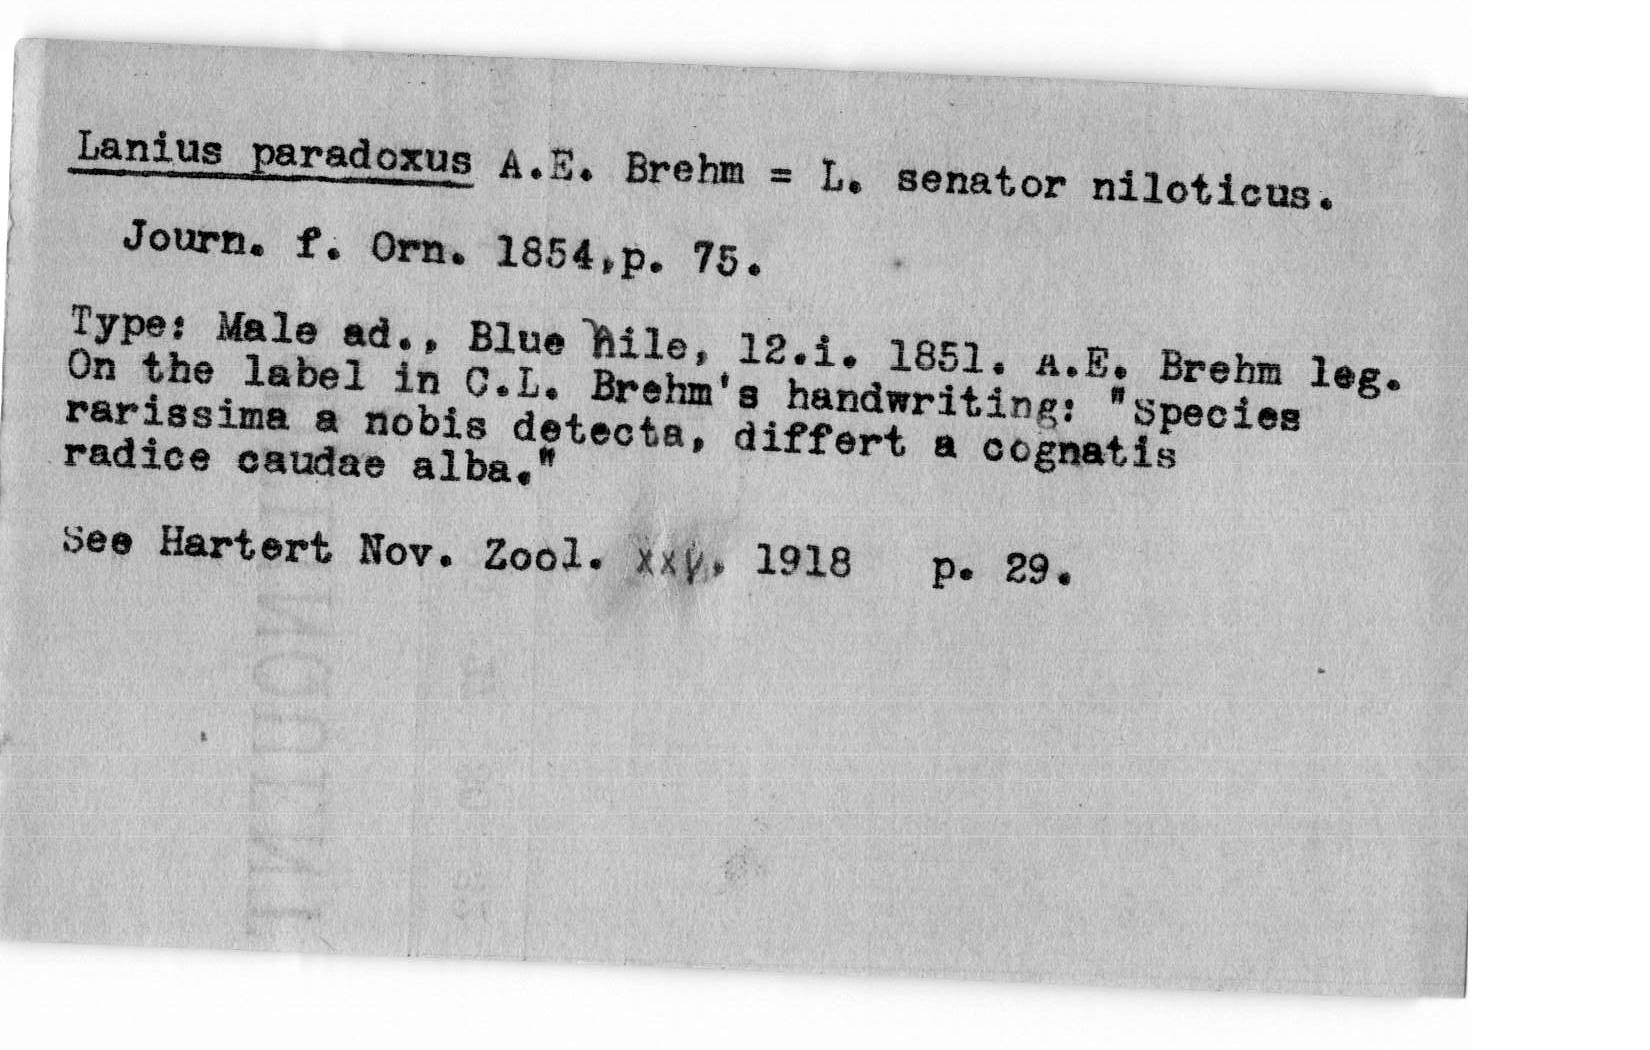 Lanius paradoxus A.E. Brehm = L. senator niloticus.
Journ. f. Orn. 1854,p. 75.
Type: Male ad., Blue Nile, 12.i. 1851. A.E. Brehm leg.
On the label in C.L. Brehm's handwriting: "Species
rarissima a nobis detecta, differt a cognatis
radice caudae alba."
See Hartert Nov. Zool. xxv. 1918 p. 29.